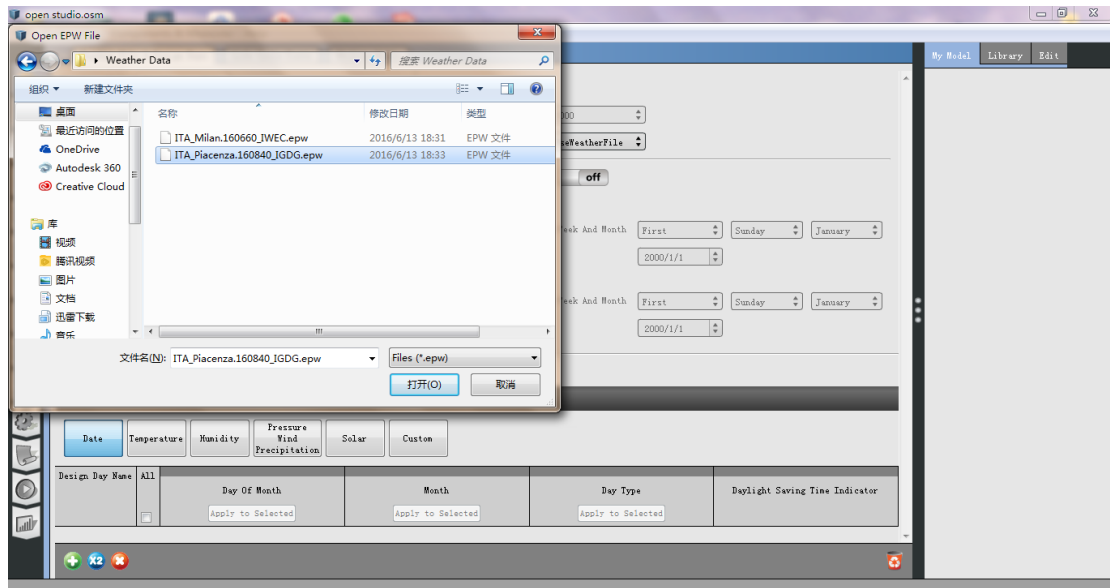 open studio.osm
Open EPW File
Weather Data
搜索 Weather Data
组织 新建文件夹
桌面
最近访问的位置
OneDrive
Autodesk 360
Creative Cloud
库
视频
腾讯视频
图片
文档
迅雷下载
音乐
名称 修改日期 类型
ITA_Milan.160660_IWEC.epw 2016/6/13 18:31 EPW 文件
ITA_Piacenza.160840_IGDG.epw 2016/6/13 18:33 EPW 文件
文件名(N): ITA_Piacenza.160840_IGDG.epw Files (*.epw)
打开(O) 取消
My Model Library Edit
seWeatherFile
off
eek And Month First Sunday January
2000/1/1
eek And Month First Sunday January
2000/1/1
Date Temperature Humidity Pressure Wind Precipitation Solar Custom
Design Day Name All Day Of Month Month Day Type Daylight Saving Time Indicator
Apply to Selected Apply to Selected Apply to Selected
X2